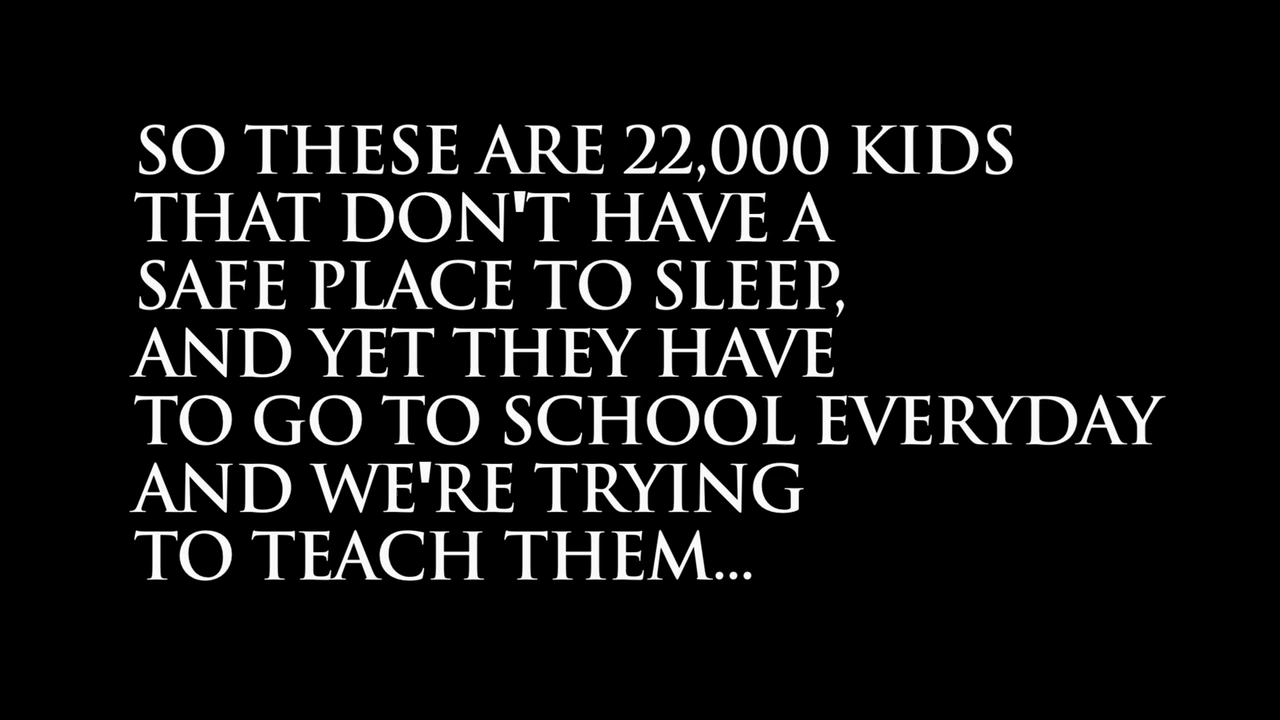 SO THESE ARE 22,000 KIDS
THAT DON'T HAVE A
SAFE PLACE TO SLEEP,
AND YET THEY HAVE
TO GO TO SCHOOL EVERYDAY
AND WE'RE TRYING
TO TEACH THEM...